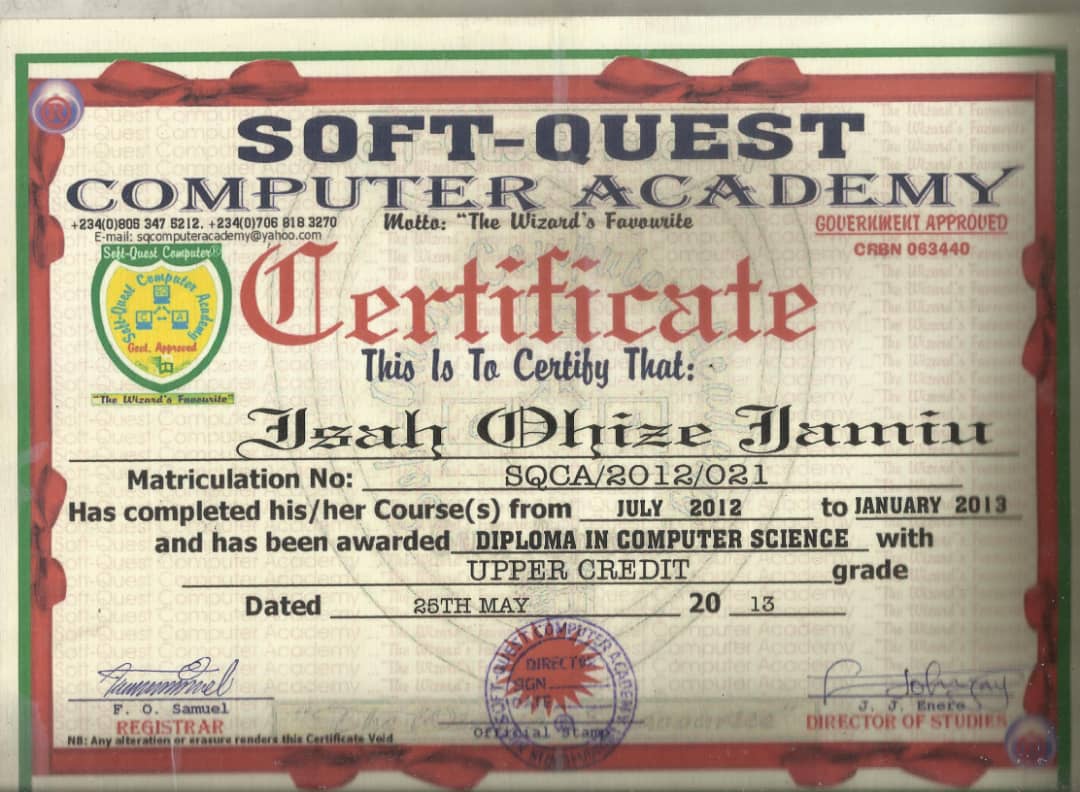 SOFT-QUEST
COMPUTER ACADEMY
+234(0)806 347 5212, +234(0)706 818 3270
Motto: "The Wizard's Favourite
GOVERNMENT APPROVED
E-mail: sqcomputeracademy@yahoo.com
CRBN 063440
Soft-Quest Computer®
Soft-Quest Computer Academy
Govt. Approved
"The Wizard's Favourite"
Certificate
This Is To Certify That:
Isah Ohize Jamiu
Matriculation No: SQCA/2012/021
Has completed his/her Course(s) from JULY 2012 to JANUARY 2013
and has been awarded DIPLOMA IN COMPUTER SCIENCE with
UPPER CREDIT grade
Dated 25TH MAY 20 13
SOFT-QUEST COMPUTER ACADEMY
DIRECTOR
SIGN
DATE
F. O. Samuel
REGISTRAR
Official Stamp
J. J. Enere
DIRECTOR OF STUDIES
NB: Any alteration or erasure renders this Certificate Void